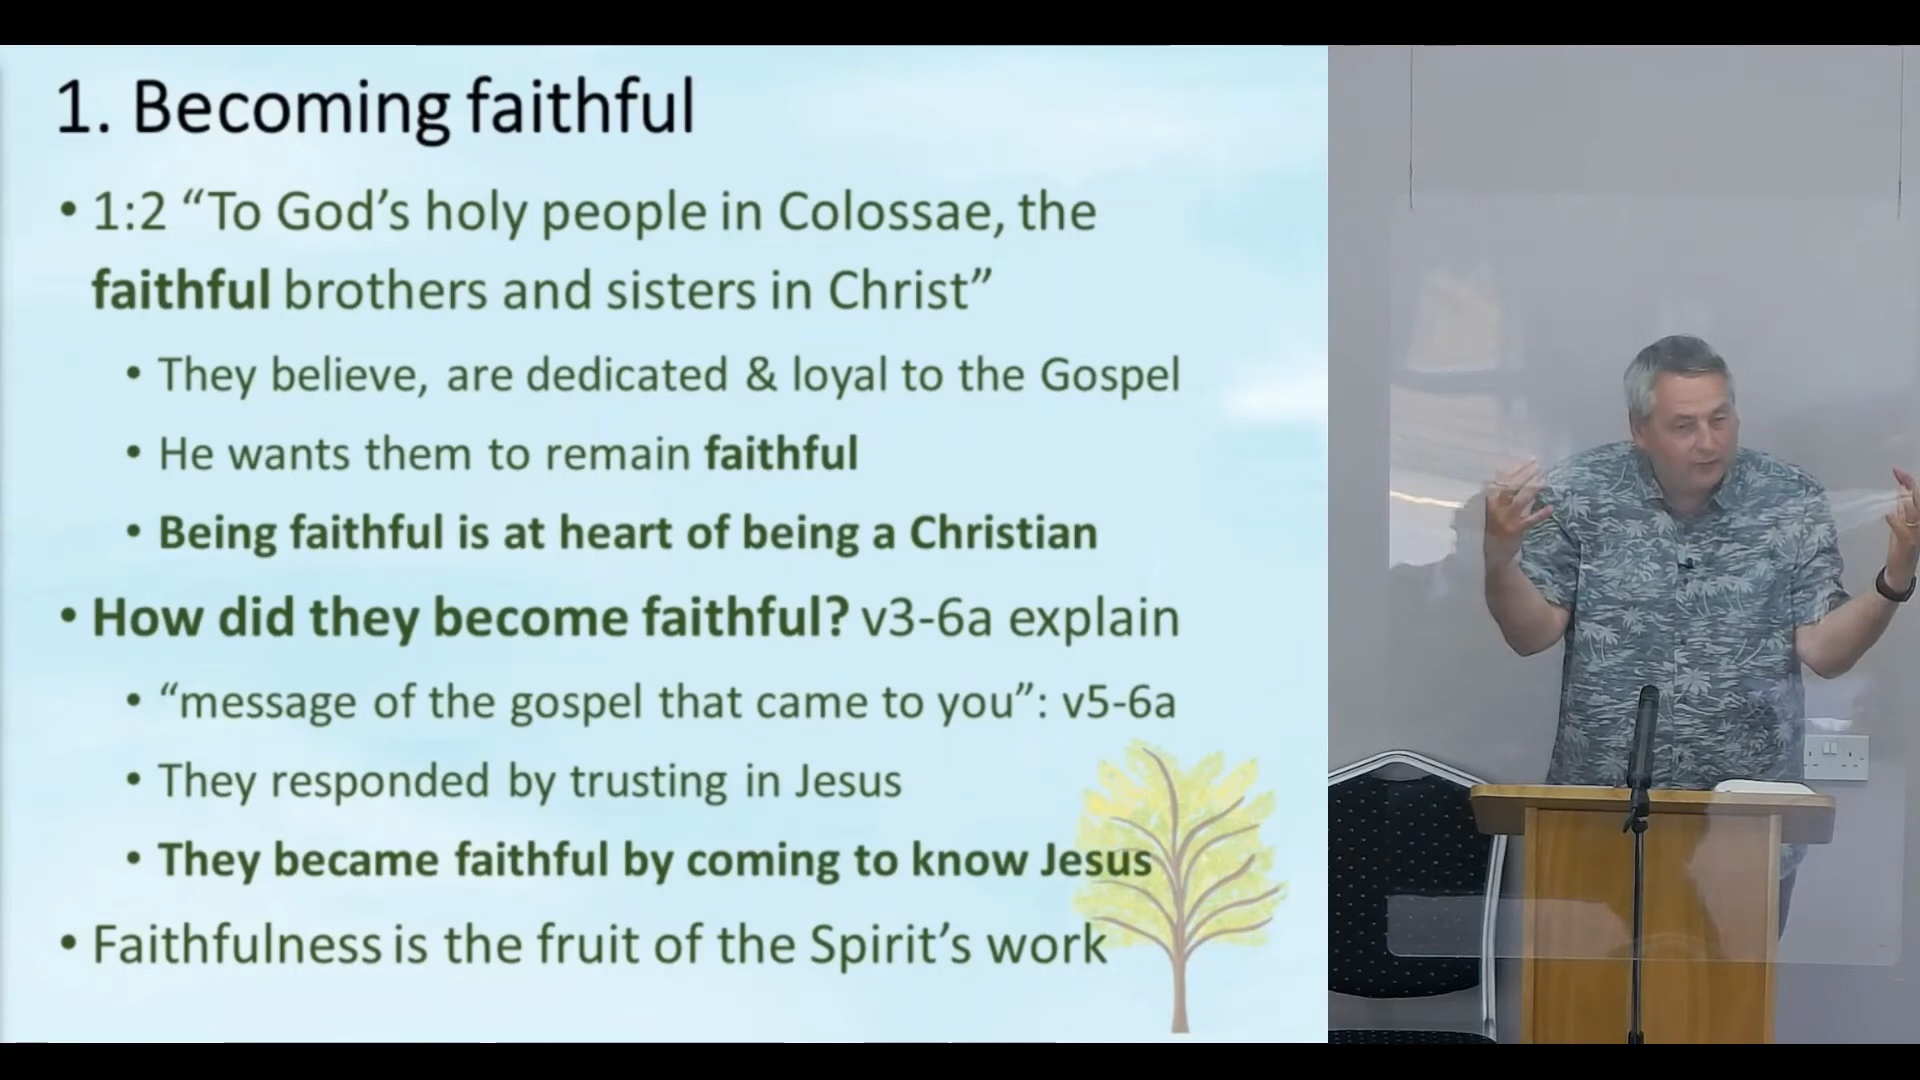 1. Becoming faithful
• 1:2 “To God’s holy people in Colossae, the
faithful brothers and sisters in Christ”
• They believe, are dedicated & loyal to the Gospel
• He wants them to remain faithful
• Being faithful is at heart of being a Christian
• How did they become faithful? v3-6a explain
• “message of the gospel that came to you”: v5-6a
• They responded by trusting in Jesus
• They became faithful by coming to know Jesus
• Faithfulness is the fruit of the Spirit’s work